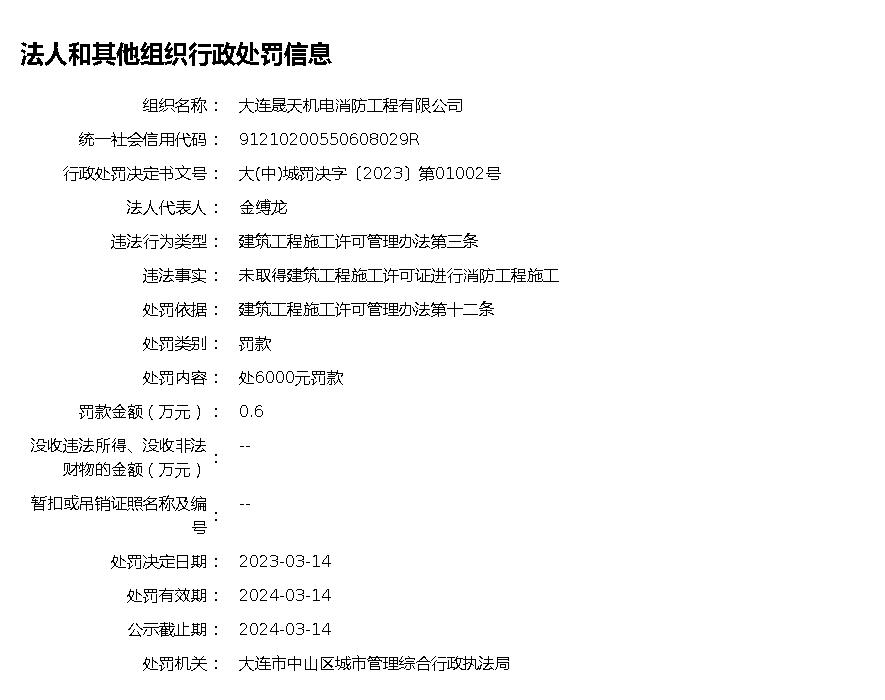 法人和其他组织行政处罚信息
组织名称： 大连晟天机电消防工程有限公司
统一社会信用代码： 91210200550608029R
行政处罚决定书文号： 大(中)城罚决字〔2023〕第01002号
法人代表人： 金缚龙
违法行为类型： 建筑工程施工许可管理办法第三条
违法事实： 未取得建筑工程施工许可证进行消防工程施工
处罚依据： 建筑工程施工许可管理办法第十二条
处罚类别： 罚款
处罚内容： 处6000元罚款
罚款金额（万元）： 0.6
没收违法所得、没收非法 --
财物的金额（万元）：
暂扣或吊销证照名称及编 --
号：
处罚决定日期： 2023-03-14
处罚有效期： 2024-03-14
公示截止期： 2024-03-14
处罚机关： 大连市中山区城市管理综合行政执法局